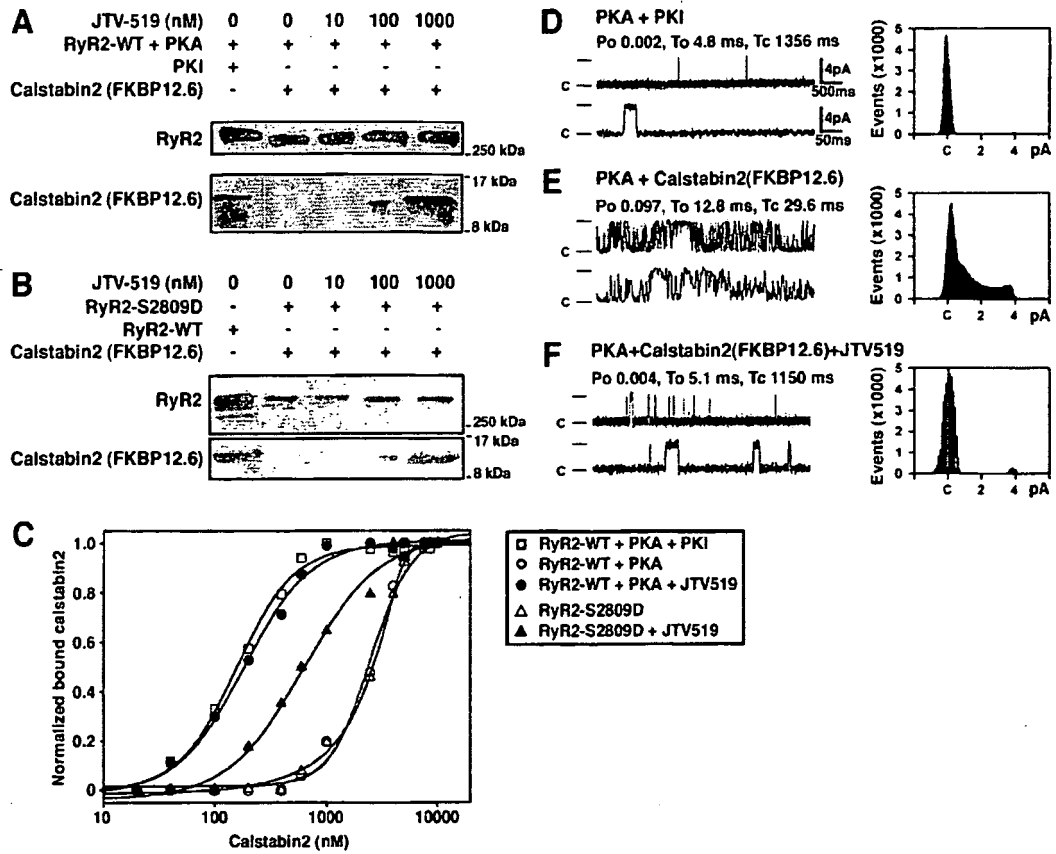 A
JTV-519 (nM) 0 0 10 100 1000
RyR2-WT + PKA + + + + +
PKI + - - - -
Calstabin2 (FKBP12.6) - + + + +
RyR2
250 kDa
17 kDa
Calstabin2 (FKBP12.6)
8 kDa
B
JTV-519 (nM) 0 0 10 100 1000
RyR2-S2809D - + + + +
RyR2-WT + - - - -
Calstabin2 (FKBP12.6) - + + + +
RyR2
250 kDa
17 kDa
Calstabin2 (FKBP12.6)
8 kDa
C
Normalized bound calstabin2
1.0
0.8
0.6
0.4
0.2
0
10 100 1000 10000
Calstabin2 (nM)
RyR2-WT + PKA + PKI
RyR2-WT + PKA
RyR2-WT + PKA + JTV519
RyR2-S2809D
RyR2-S2809D + JTV519
D
PKA + PKI
Po 0.002, To 4.8 ms, Tc 1356 ms
4pA
C
500ms
4pA
C
50ms
Events (x1000)
5
4
3
2
1
0
C 2 4 pA
E
PKA + Calstabin2(FKBP12.6)
Po 0.097, To 12.8 ms, Tc 29.6 ms
C
C
Events (x1000)
5
4
3
2
1
0
C 2 4 pA
F
PKA+Calstabin2(FKBP12.6)+JTV519
Po 0.004, To 5.1 ms, Tc 1150 ms
C
C
Events (x1000)
5
4
3
2
1
0
C 2 4 pA